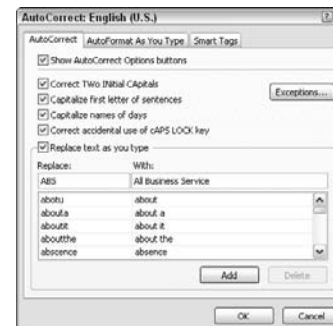 AutoCorrect: English (U.S.)
AutoCorrect AutoFormat As You Type Smart Tags
Show AutoCorrect Options buttons
Correct TWo INitial CApitals
Exceptions...
Capitalize first letter of sentences
Capitalize names of days
Correct accidental use of cAPS LOCK key
Replace text as you type
Replace: With:
ABS All Business Service
abotu about
abouta about a
aboutit about it
aboutthe about the
abscence absence
Add Delete
OK Cancel